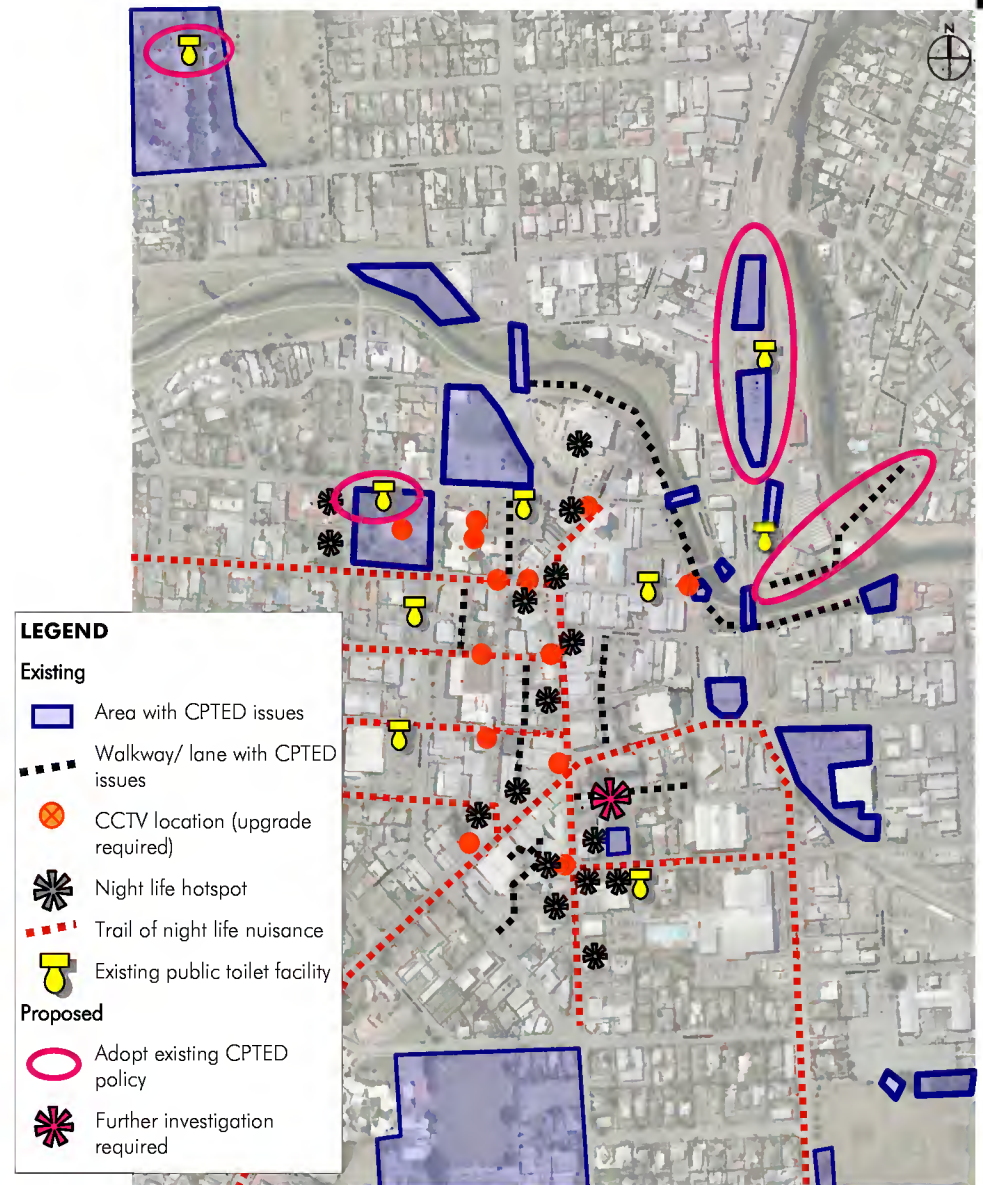 N
LEGEND
Existing
Area with CPTED issues
Walkway/ lane with CPTED
issues
CCTV location (upgrade
required)
Night life hotspot
Trail of night life nuisance
Existing public toilet facility
Proposed
Adopt existing CPTED
policy
Further investigation
required